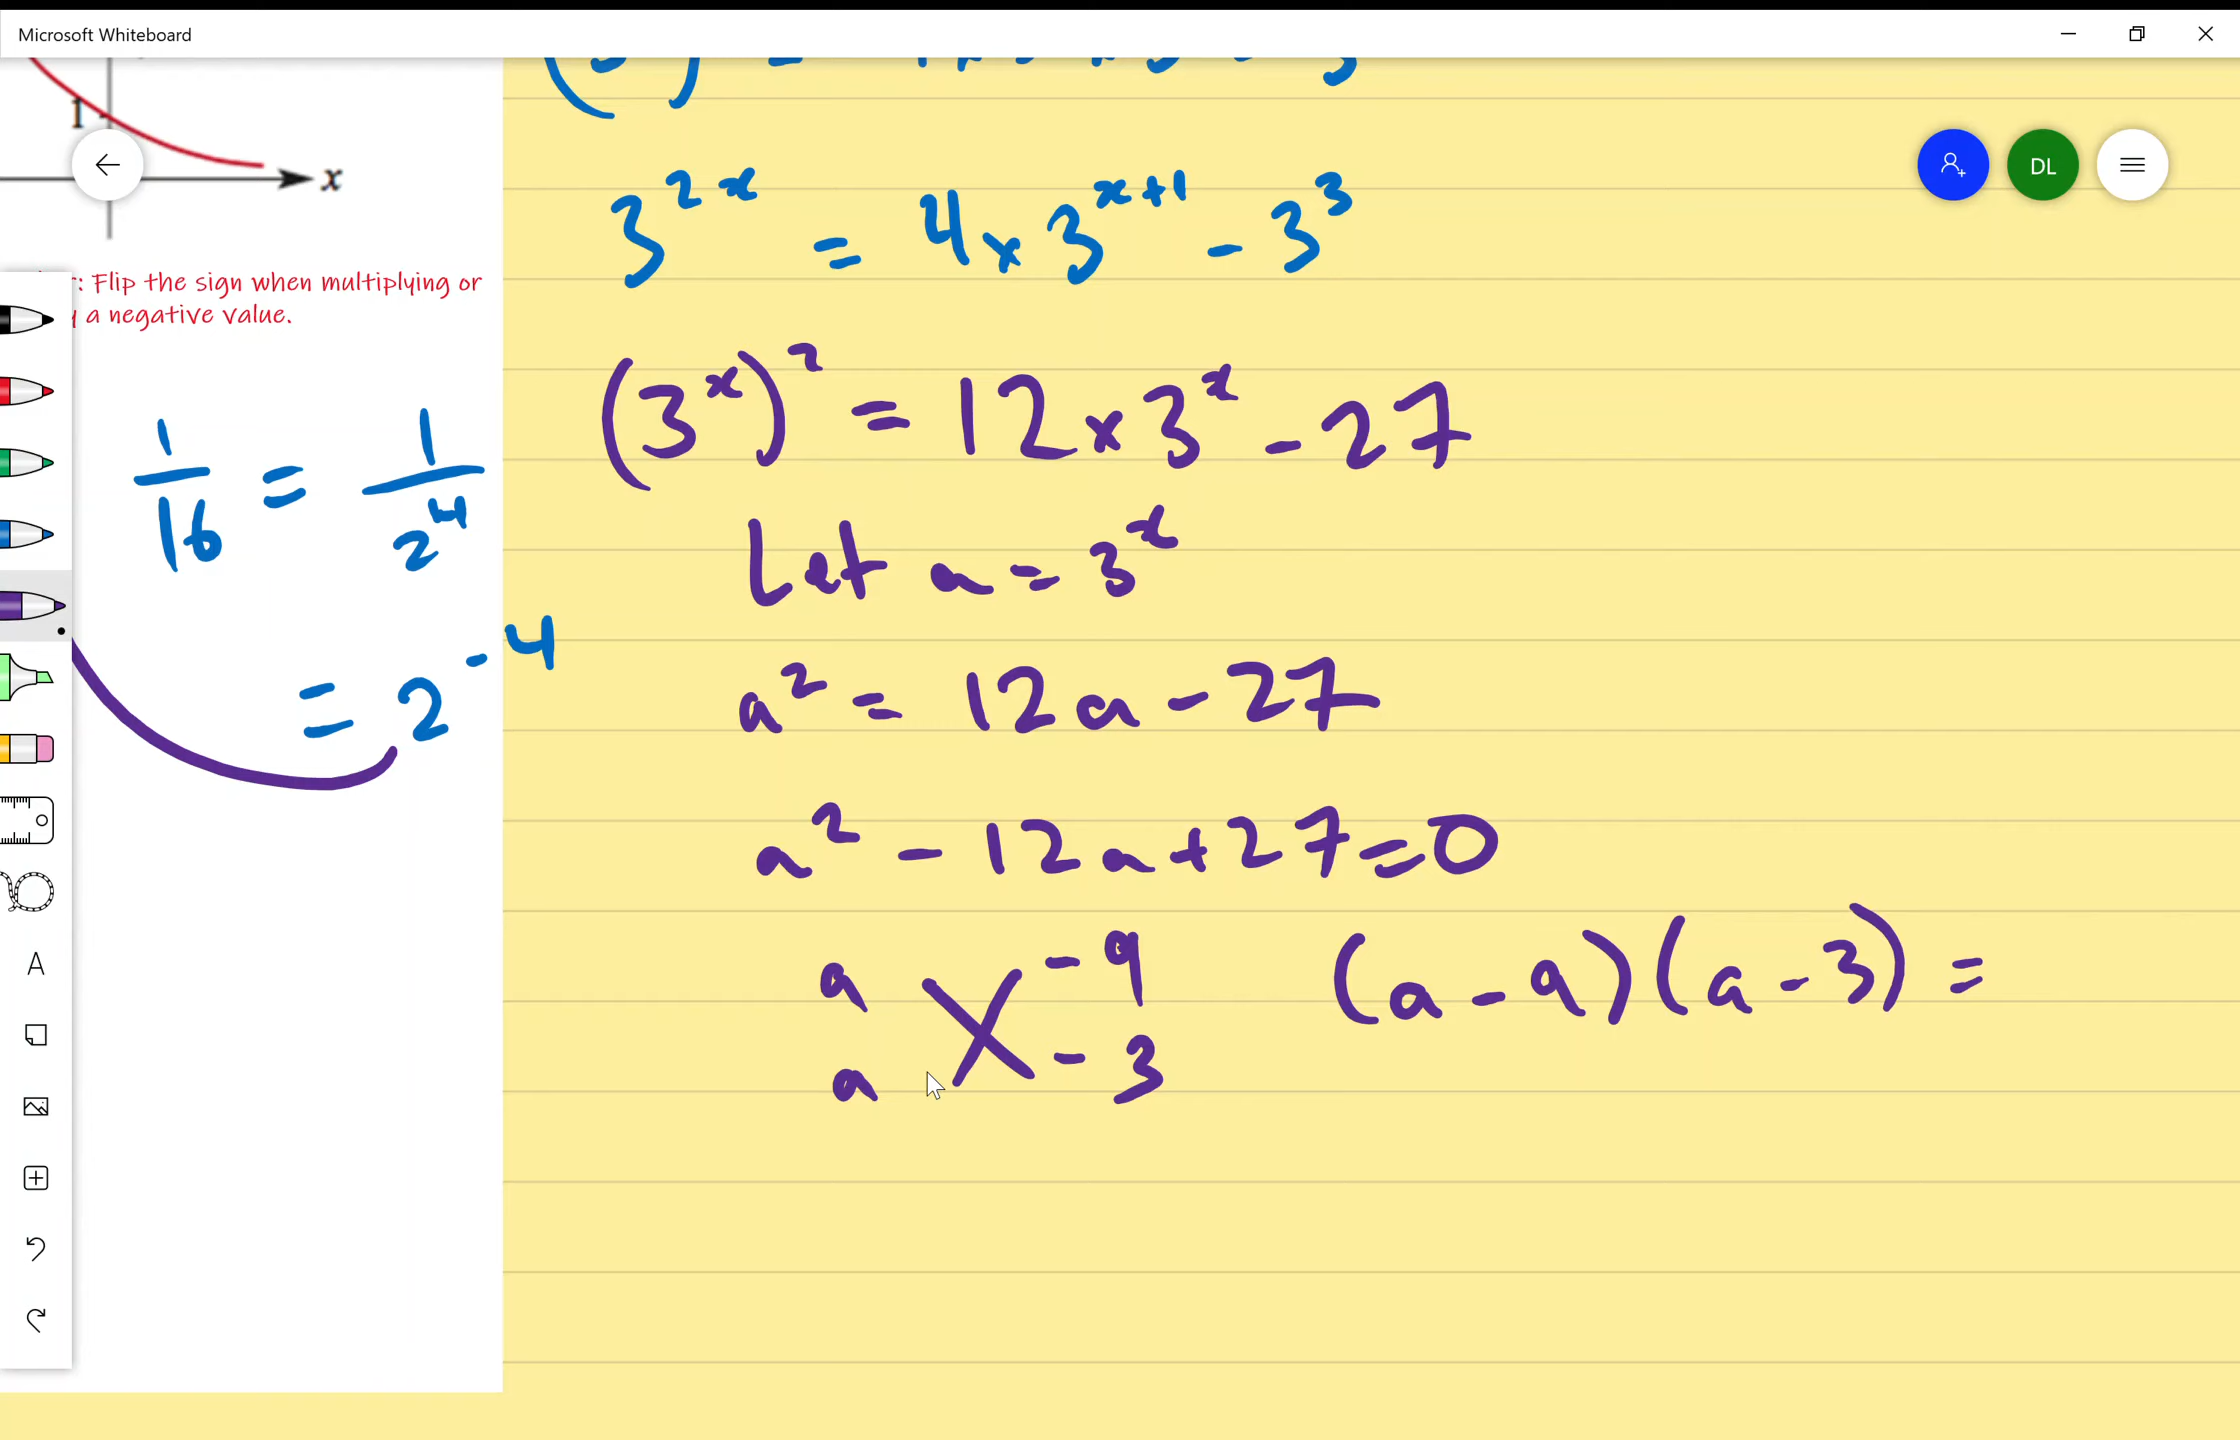 Microsoft Whiteboard
1
x
DL
r: Flip the sign when multiplying or
y a negative value.
1/16 = 1/2^4
= 2^-4
3^2x = 4 × 3^x+1 - 3^3
(3^x)^2 = 12 × 3^x - 27
Let a = 3^x
a^2 = 12a - 27
a^2 - 12a + 27 = 0
a - 9
a - 3
(a - 9)(a - 3) =
A